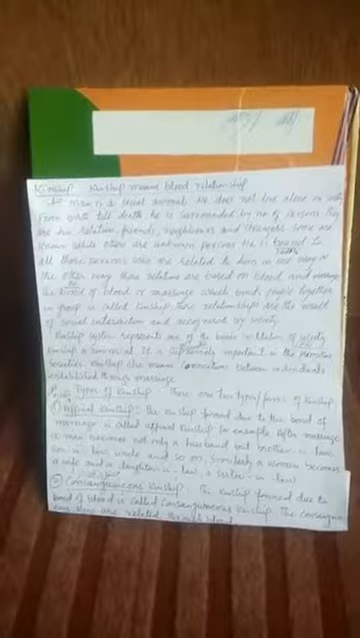 Kinship Kinship means blood relationship
man is a social animal. He does not live alone in society
From birth till death he is surrounded by no of persons they
are his relation, friends, neighbours and strangers some are
known while others are unknown persons He is bound to
all those persons who are related to him in one way or
the other way those relation are based on blood and marriage
the bond of blood or marriage which binds people together
in group is called Kinship these relationships are the result
of social interaction and recognised by society.
Kinship system represents one of the basic institution of society
Kinship is universal It is supremely important in the
societies. Kinship also means Connections between individuals
established through marriage.
Types of Kinship There are two types/forms of Kinship
① Affinal Kinship:- the Kinship formed due to the bond of
marriage is called affinal Kinship for example After marriage
a man becomes not only a husband but brother in law
son in law, uncle and so on. Similarly a woman becomes
a wife and a daughter-in-law, a sister-in-law
② Consanguineous Kinship The Kinship formed due to
bond of blood is called Consanguineous Kinship. The
are related through blood